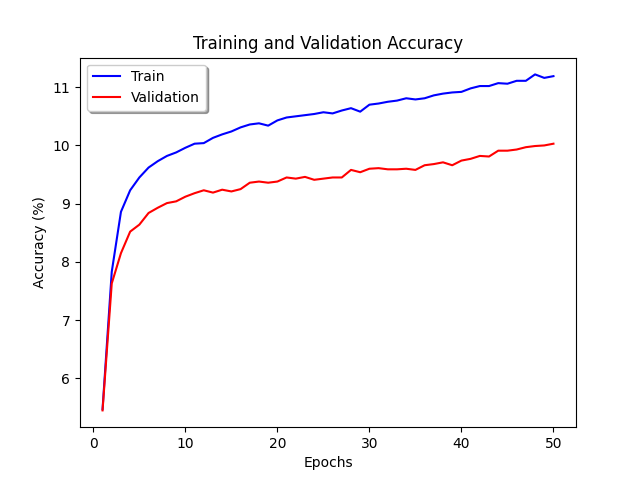 Training and Validation Accuracy
Train
Validation
11
10
9
8
7
6
Accuracy (%)
0 10 20 30 40 50
Epochs